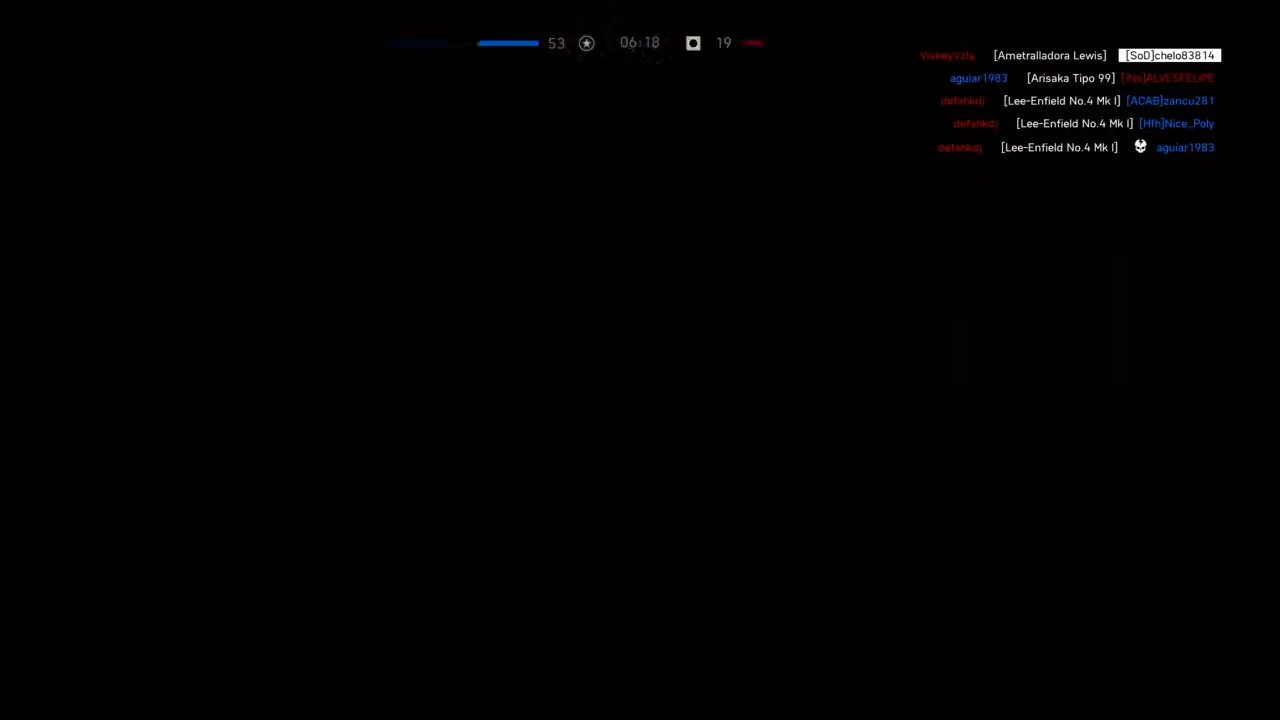 53 06:18 19
ViskeyVzla [Ametralladora Lewis] [SoD]chelo83814
aguiar1983 [Arisaka Tipo 99] [iNs]ALVESFELIPE
defahkdj [Lee-Enfield No.4 Mk I] [ACAB]zancu281
defahkdj [Lee-Enfield No.4 Mk I] [Hfh]Nice_Poly
defahkdj [Lee-Enfield No.4 Mk I] aguiar1983